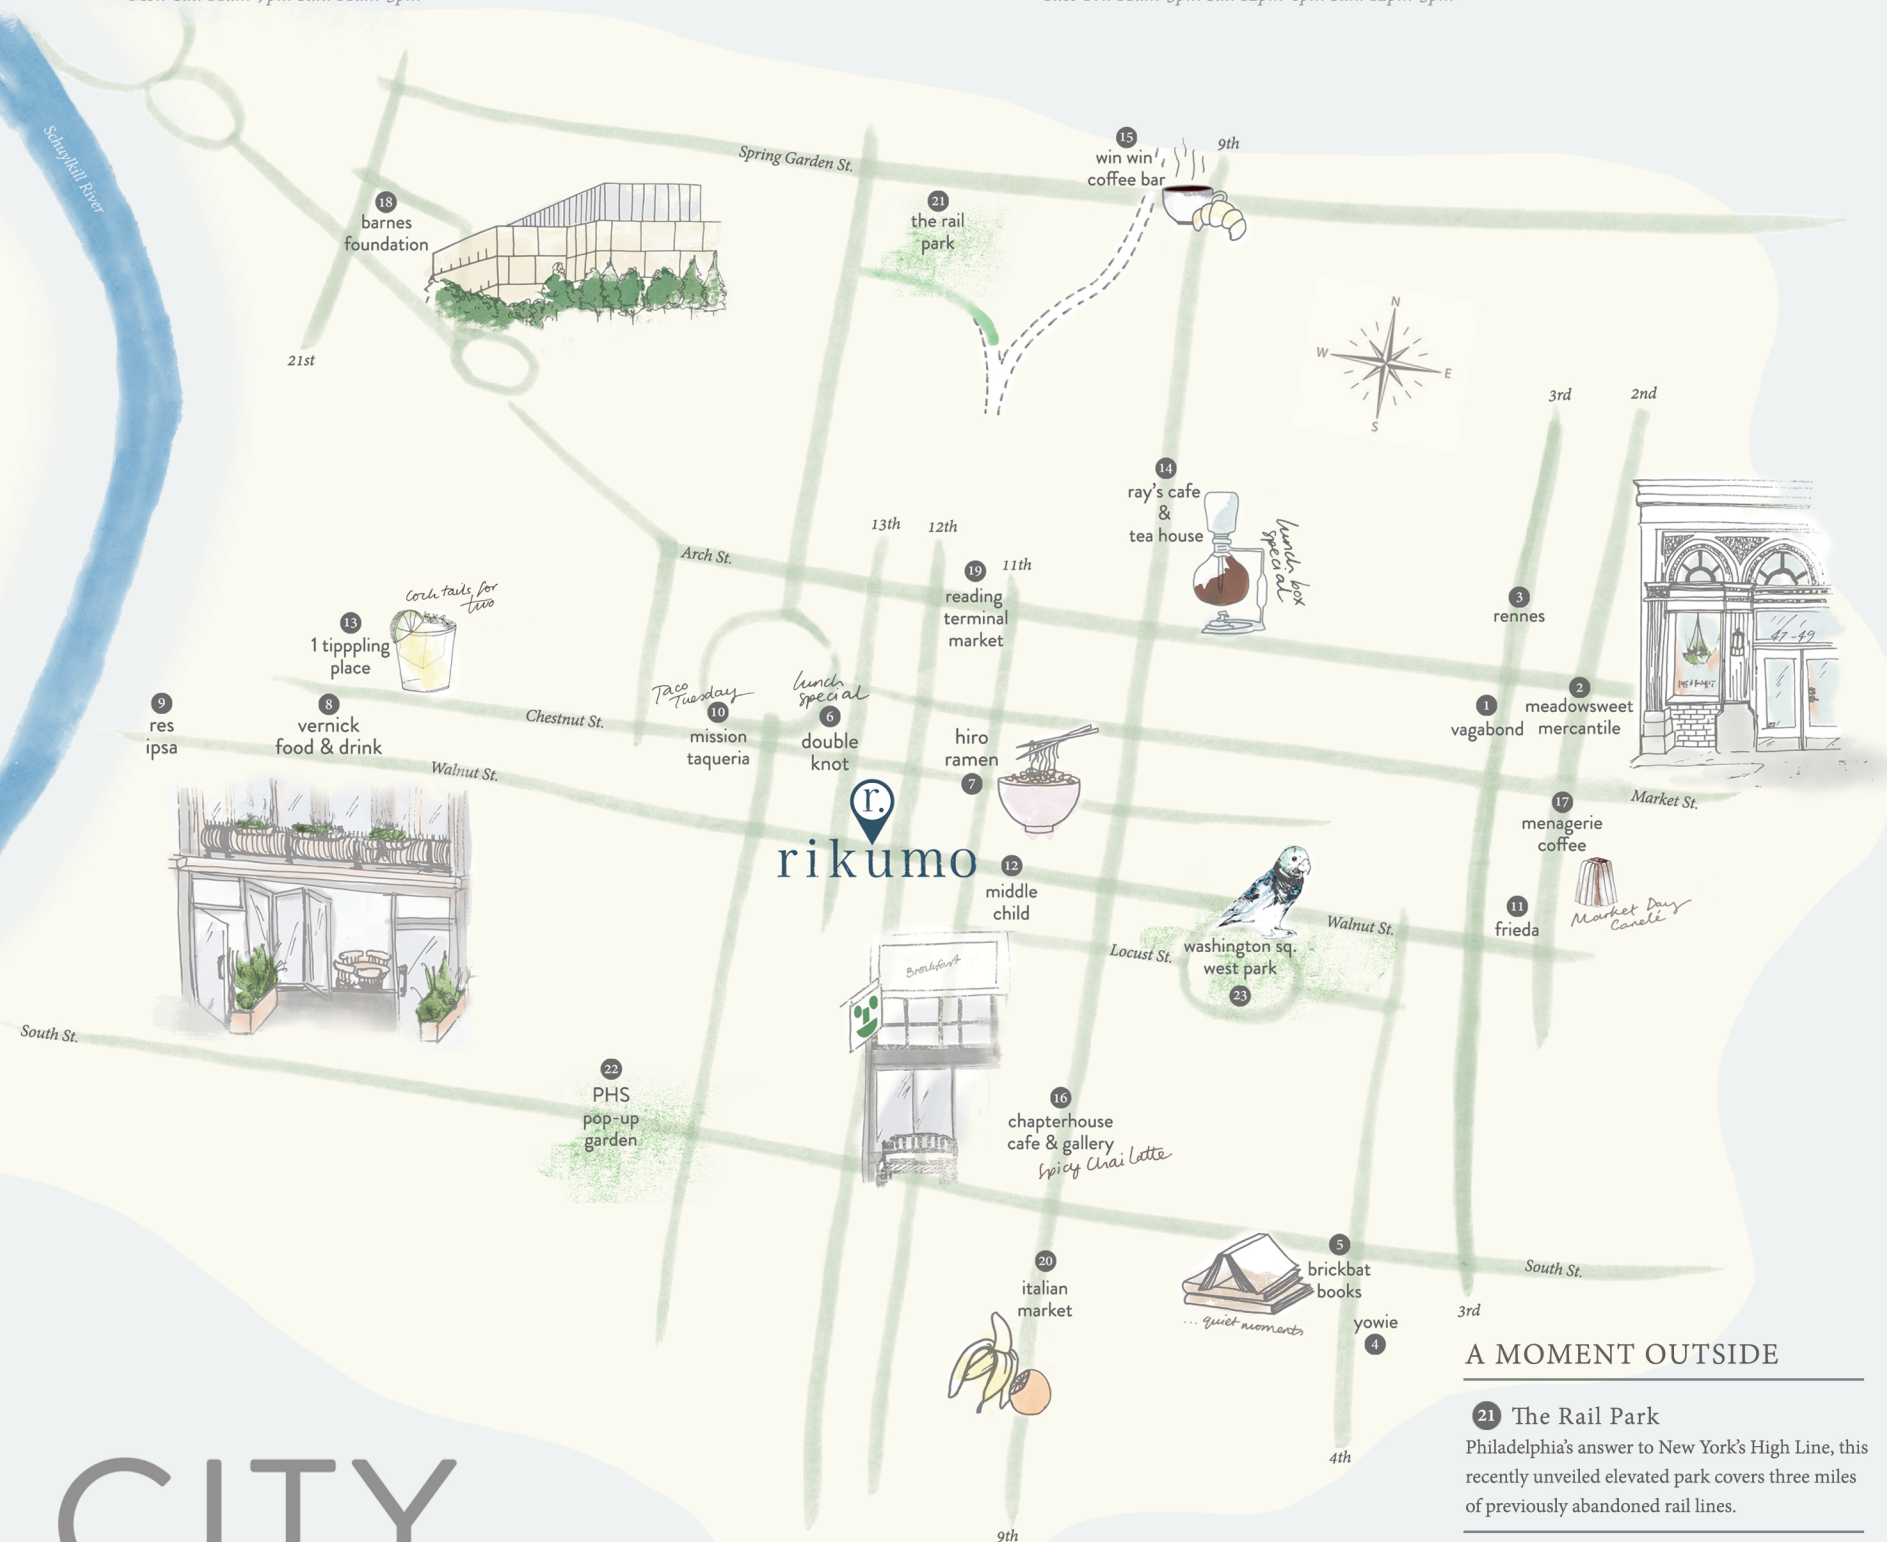 Schuylkill River
Spring Garden St.
15
win win
coffee bar
9th
18
barnes
foundation
21
the rail
park
21st
N
W
E
S
3rd
2nd
14
ray's cafe
&
tea house
lunch box
special
13th
12th
11th
Arch St.
19
reading
terminal
market
3
rennes
47-49
cocktails for
two
13
1 tipppling
place
9
res
ipsa
8
vernick
food & drink
Chestnut St.
Taco
Tuesday
10
mission
taqueria
lunch
special
6
double
knot
hiro
ramen
7
1
vagabond
2
meadowsweet
mercantile
Walnut St.
Market St.
r.
rikumo
17
menagerie
coffee
Market Day
Canelé
12
middle
child
11
frieda
Walnut St.
Locust St.
washington sq.
west park
23
Breakfast
South St.
22
PHS
pop-up
garden
16
chapterhouse
cafe & gallery
Spicy Chai Latte
20
italian
market
5
brickbat
books
...quiet moments
yowie
4
South St.
3rd
4th
9th
A MOMENT OUTSIDE
21 The Rail Park
Philadelphia's answer to New York's High Line, this
recently unveiled elevated park covers three miles
of previously abandoned rail lines.
CITY